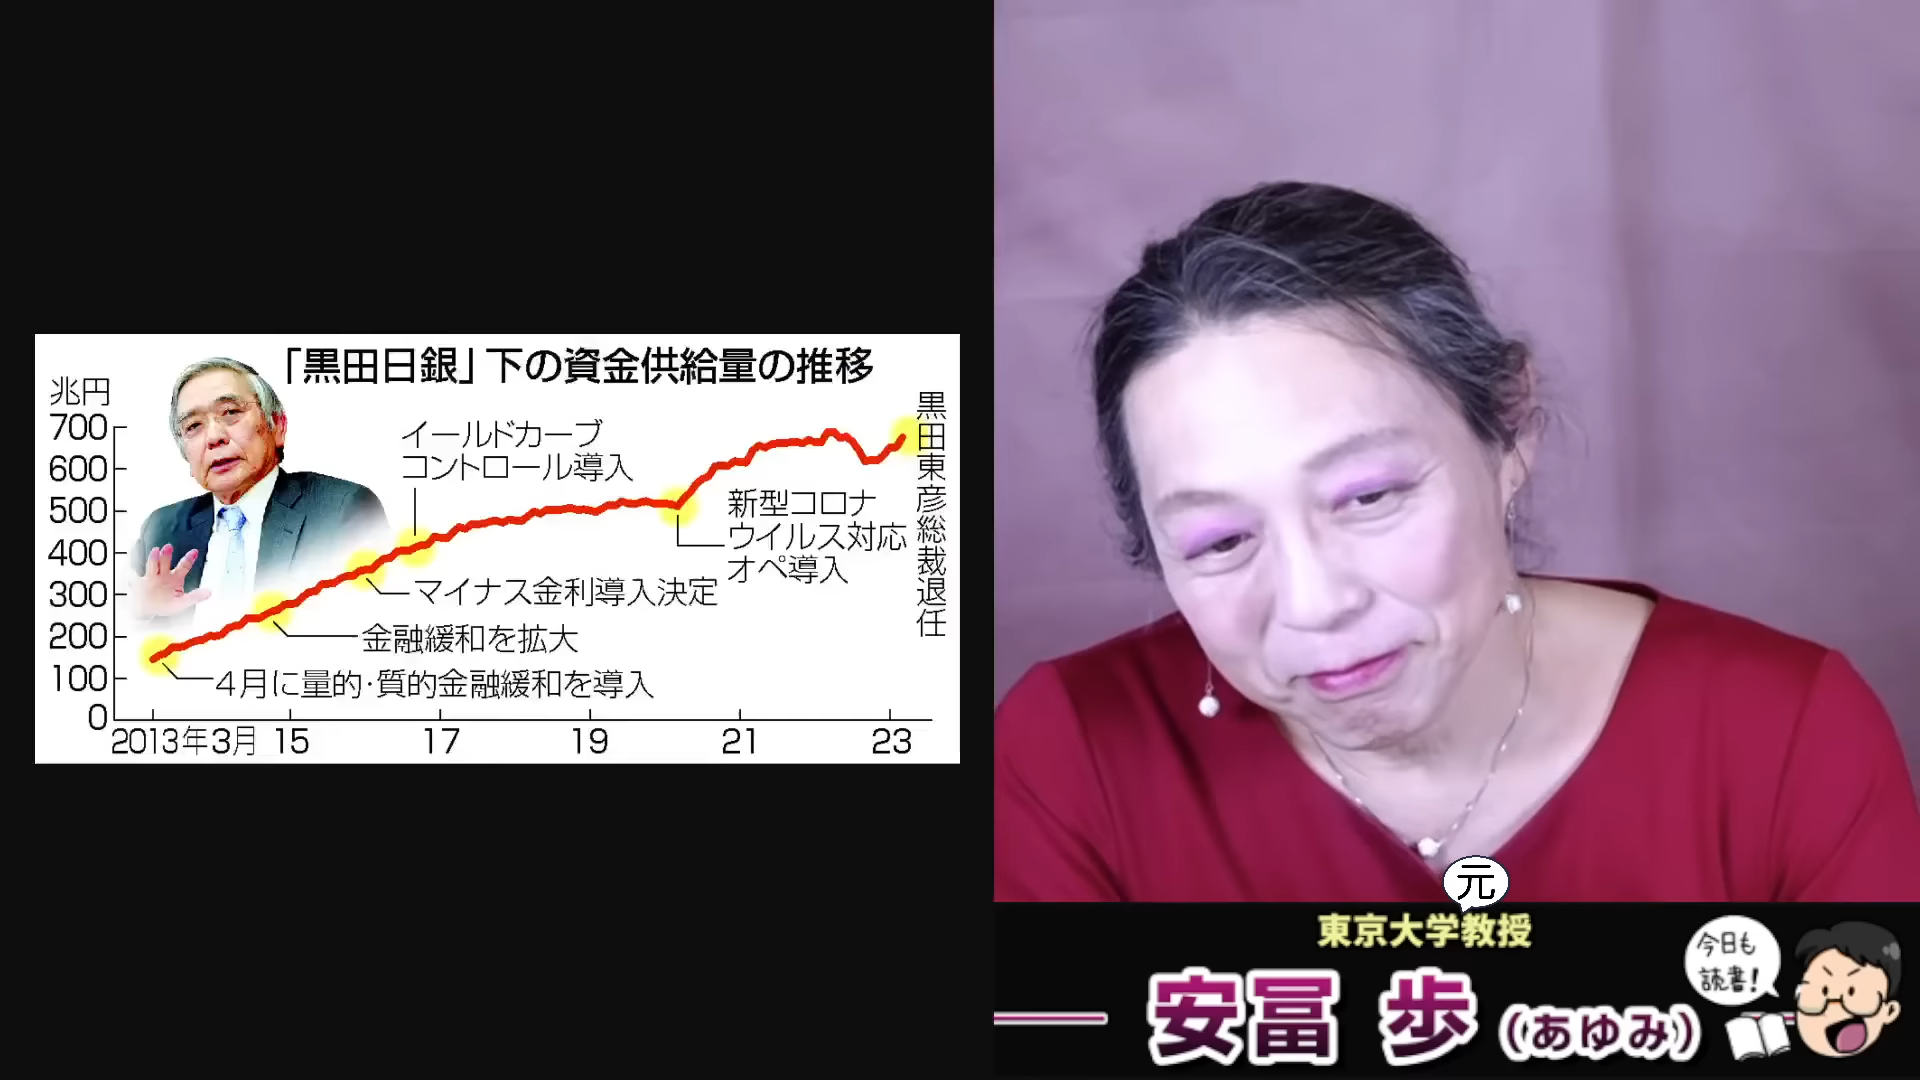 「黒田日銀」下の資金供給量の推移
兆円
700
600
500
400
300
200
100
0
イールドカーブ
コントロール導入
新型コロナ
ウイルス対応
オペ導入
マイナス金利導入決定
金融緩和を拡大
4月に量的・質的金融緩和を導入
黒田東彦総裁退任
2013年3月 15 17 19 21 23
元
東京大学教授
安冨 歩 (あゆみ)
今日も
読書!